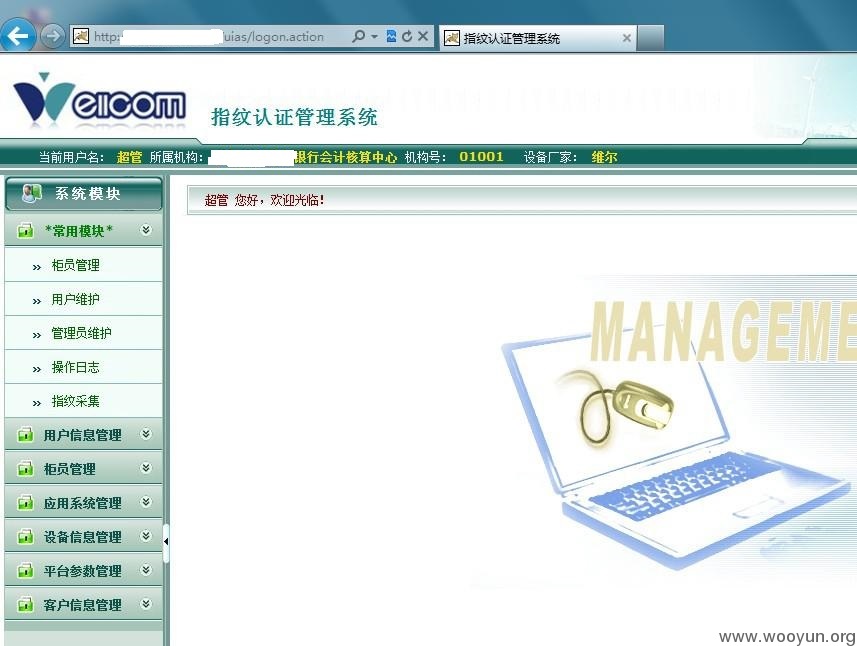 http: uias/logon.action
指纹认证管理系统
Wellcom
指纹认证管理系统
当前用户名： 超管 所属机构： 银行会计核算中心 机构号： 01001 设备厂家： 维尔
系统模块
超管 您好，欢迎光临！
*常用模块*
» 柜员管理
» 用户维护
» 管理员维护
» 操作日志
» 指纹采集
用户信息管理
柜员管理
应用系统管理
设备信息管理
平台参数管理
客户信息管理
MANAGEME
www.wooyun.org